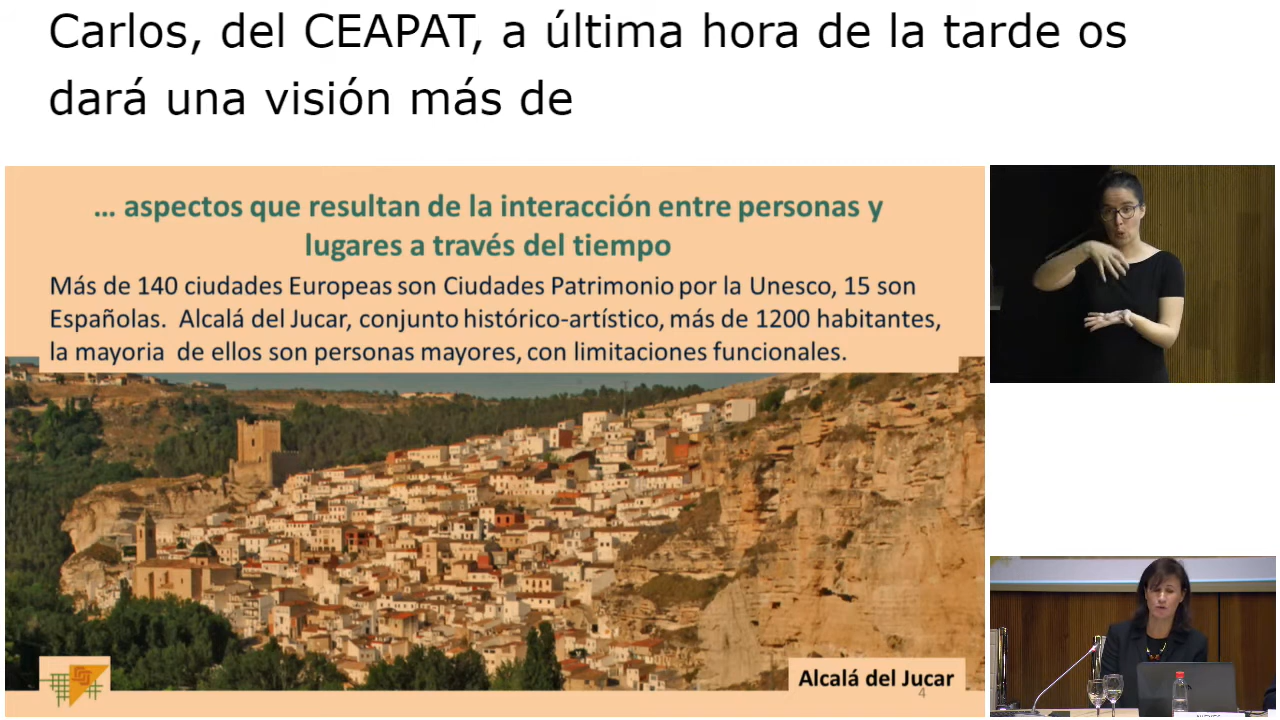 Carlos, del CEAPAT, a última hora de la tarde os
dará una visión más de
... aspectos que resultan de la interacción entre personas y
lugares a través del tiempo
Más de 140 ciudades Europeas son Ciudades Patrimonio por la Unesco, 15 son
Españolas. Alcalá del Jucar, conjunto histórico-artístico, más de 1200 habitantes,
la mayoria de ellos son personas mayores, con limitaciones funcionales.
Alcalá del Jucar
4